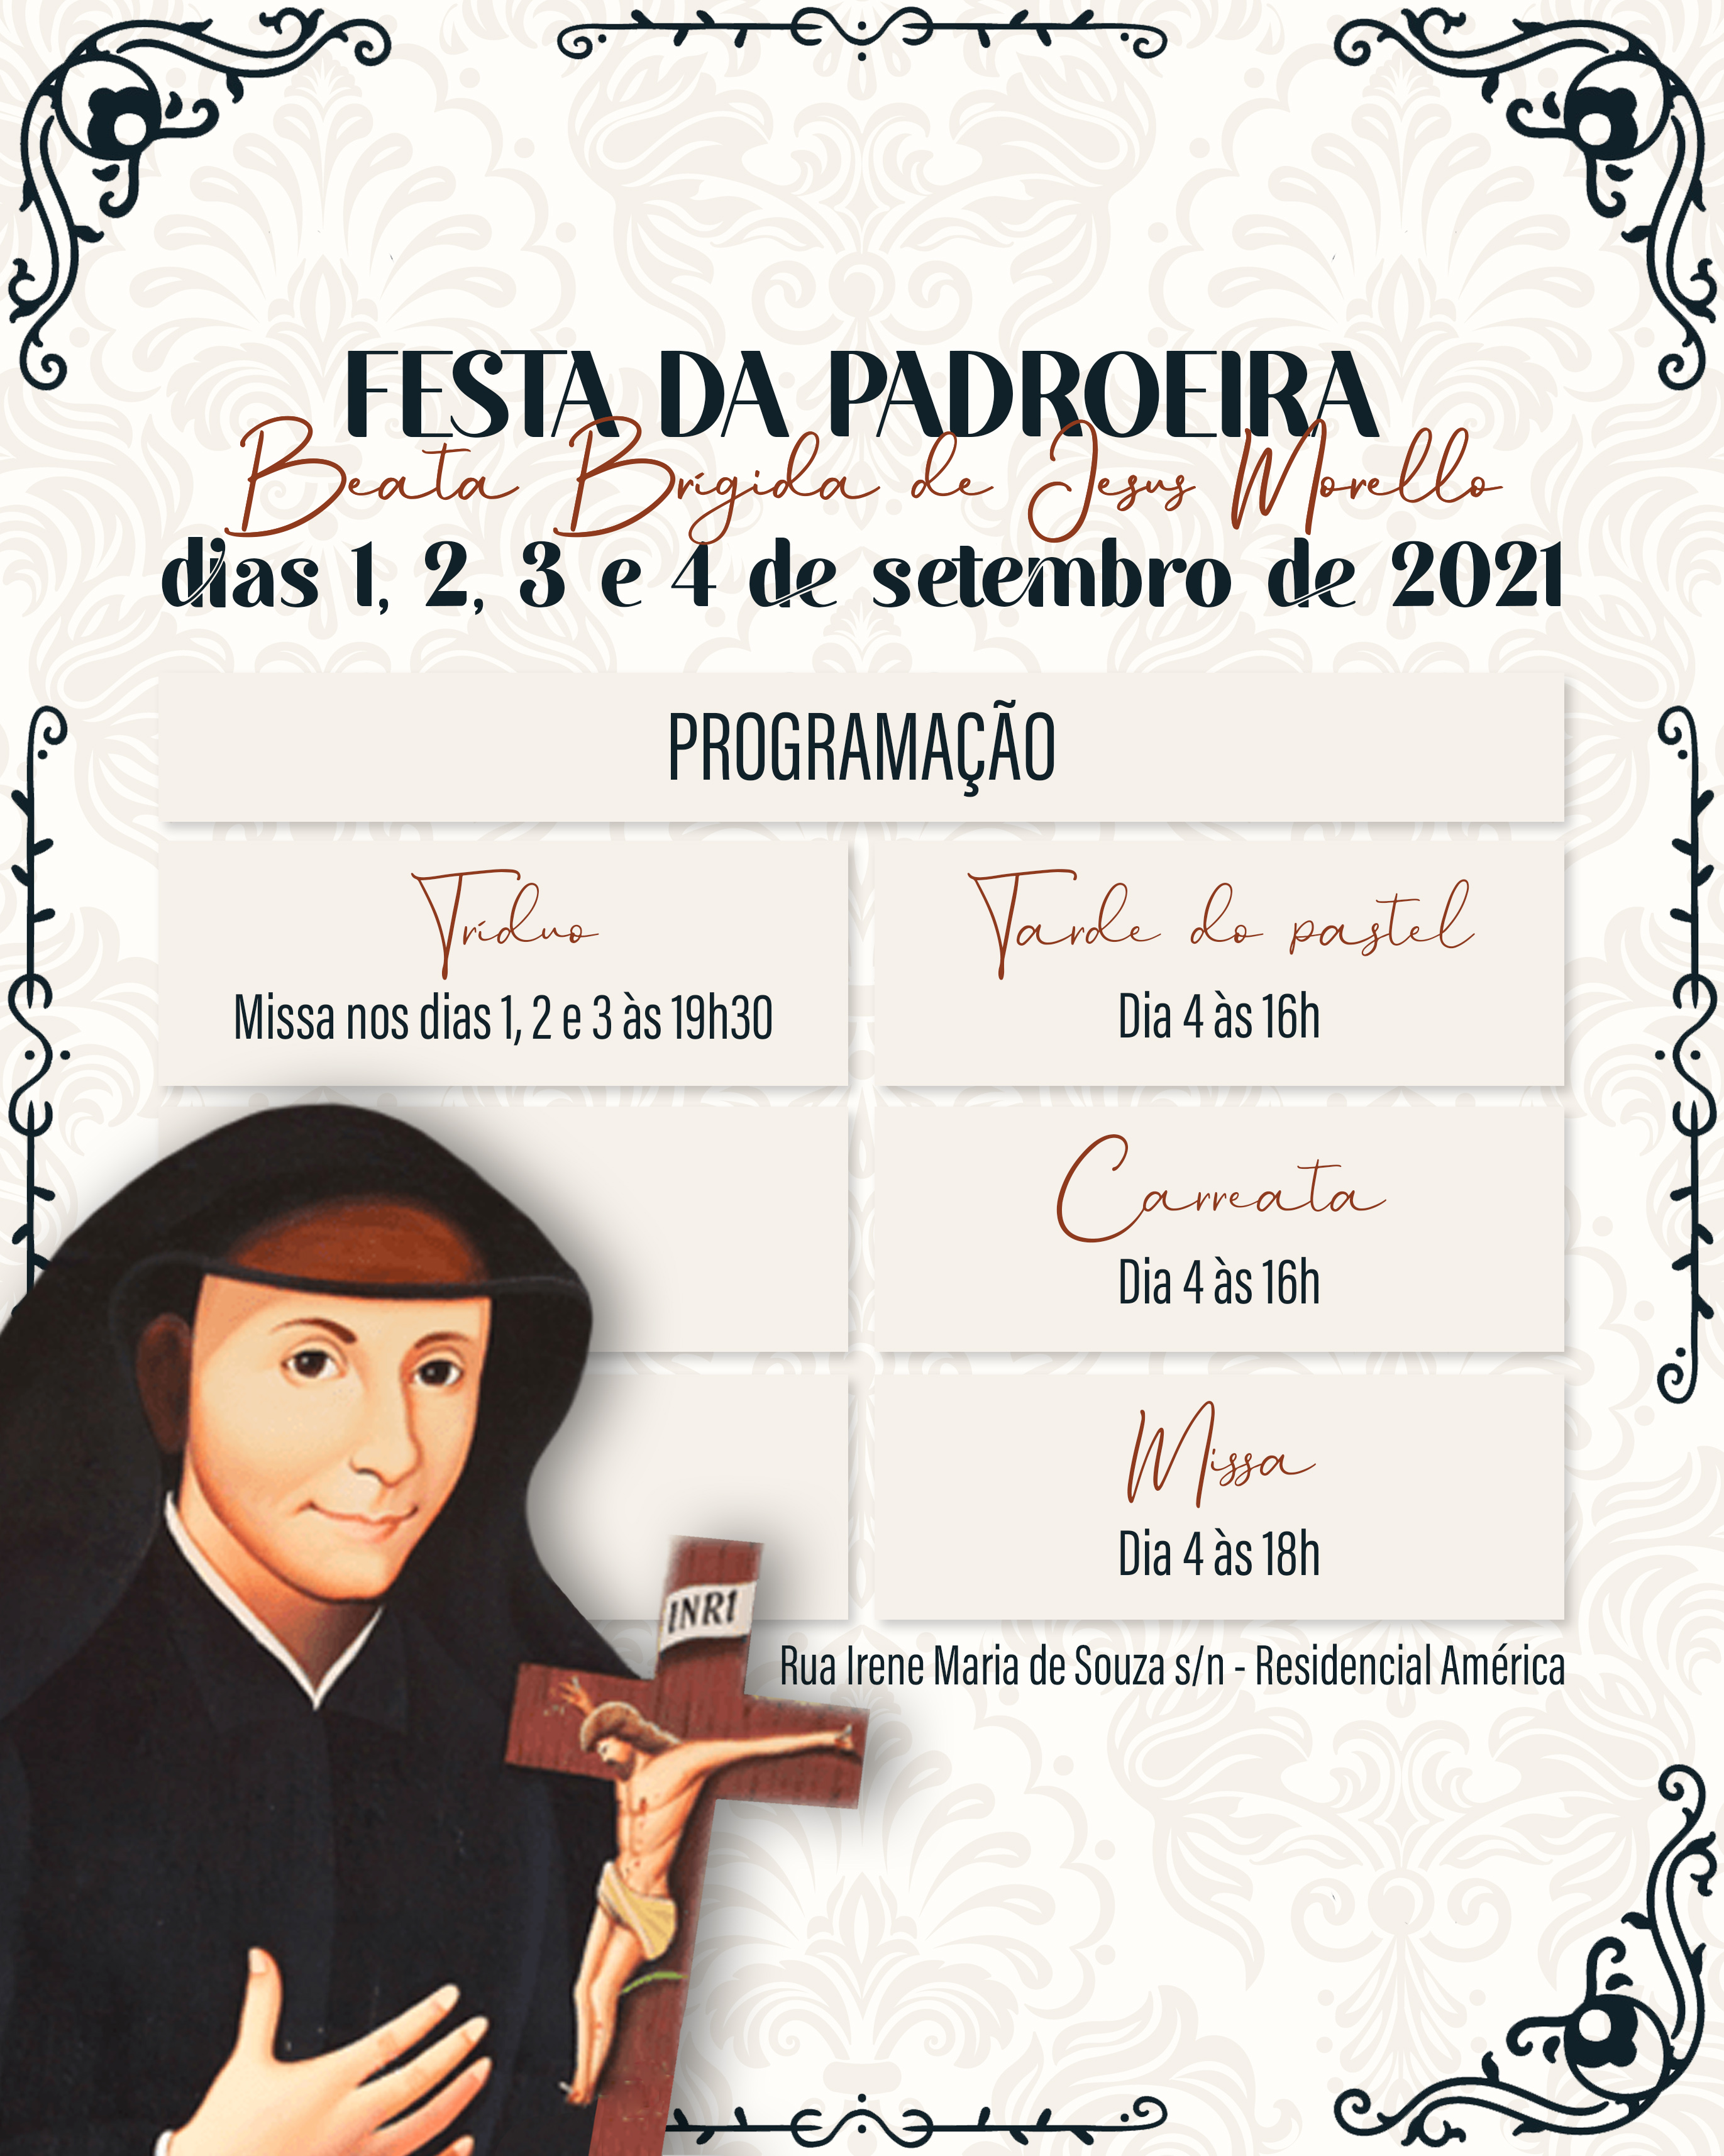 FESTA DA PADROEIRA
Beata Brígida de Jesus Morello
dias 1, 2, 3 e 4 de setembro de 2021
PROGRAMAÇÃO
Tríduo
Missa nos dias 1, 2 e 3 às 19h30
Tarde do pastel
Dia 4 às 16h
Carreata
Dia 4 às 16h
Missa
Dia 4 às 18h
INRI
Rua Irene Maria de Souza s/n - Residencial América